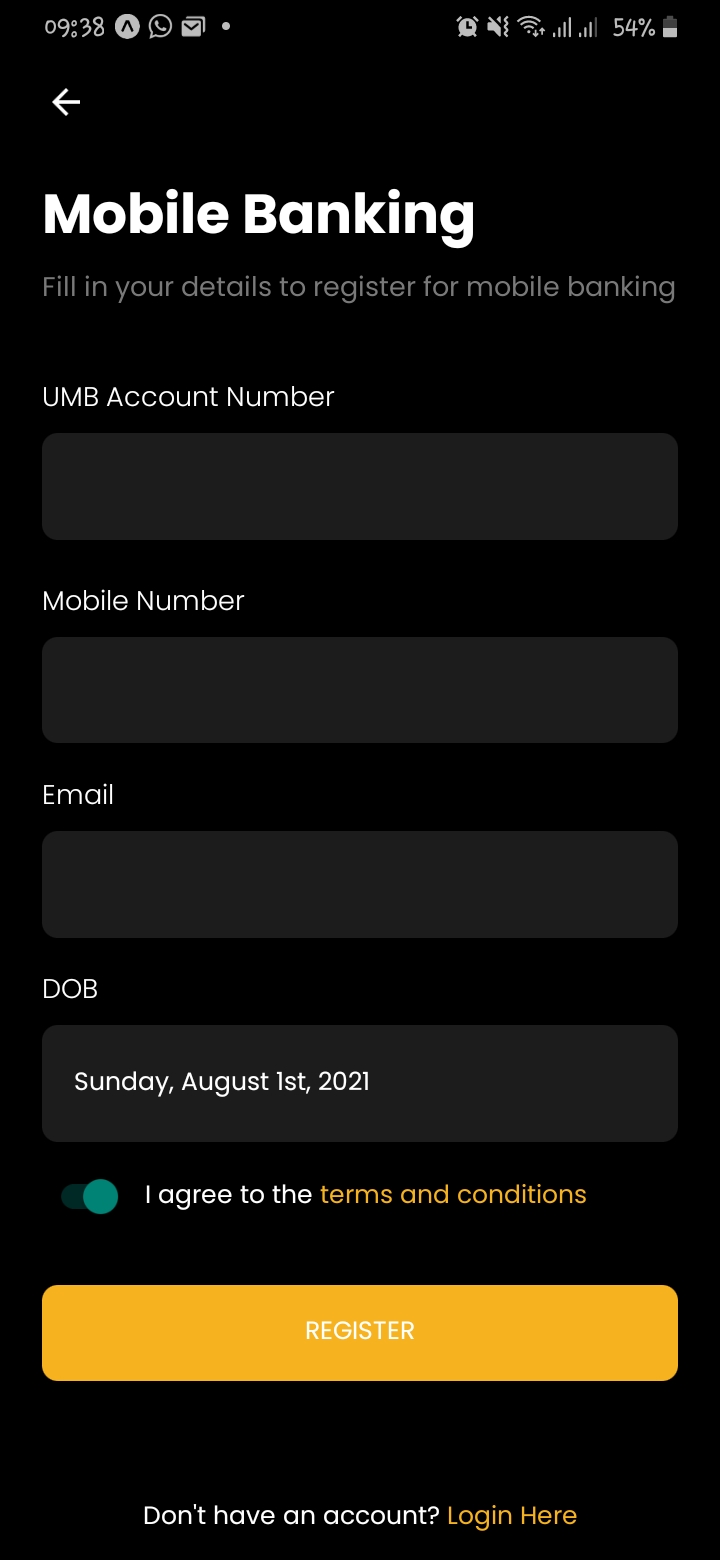 09:38
54%
Mobile Banking
Fill in your details to register for mobile banking
UMB Account Number
Mobile Number
Email
DOB
Sunday, August 1st, 2021
I agree to the terms and conditions
REGISTER
Don't have an account? Login Here